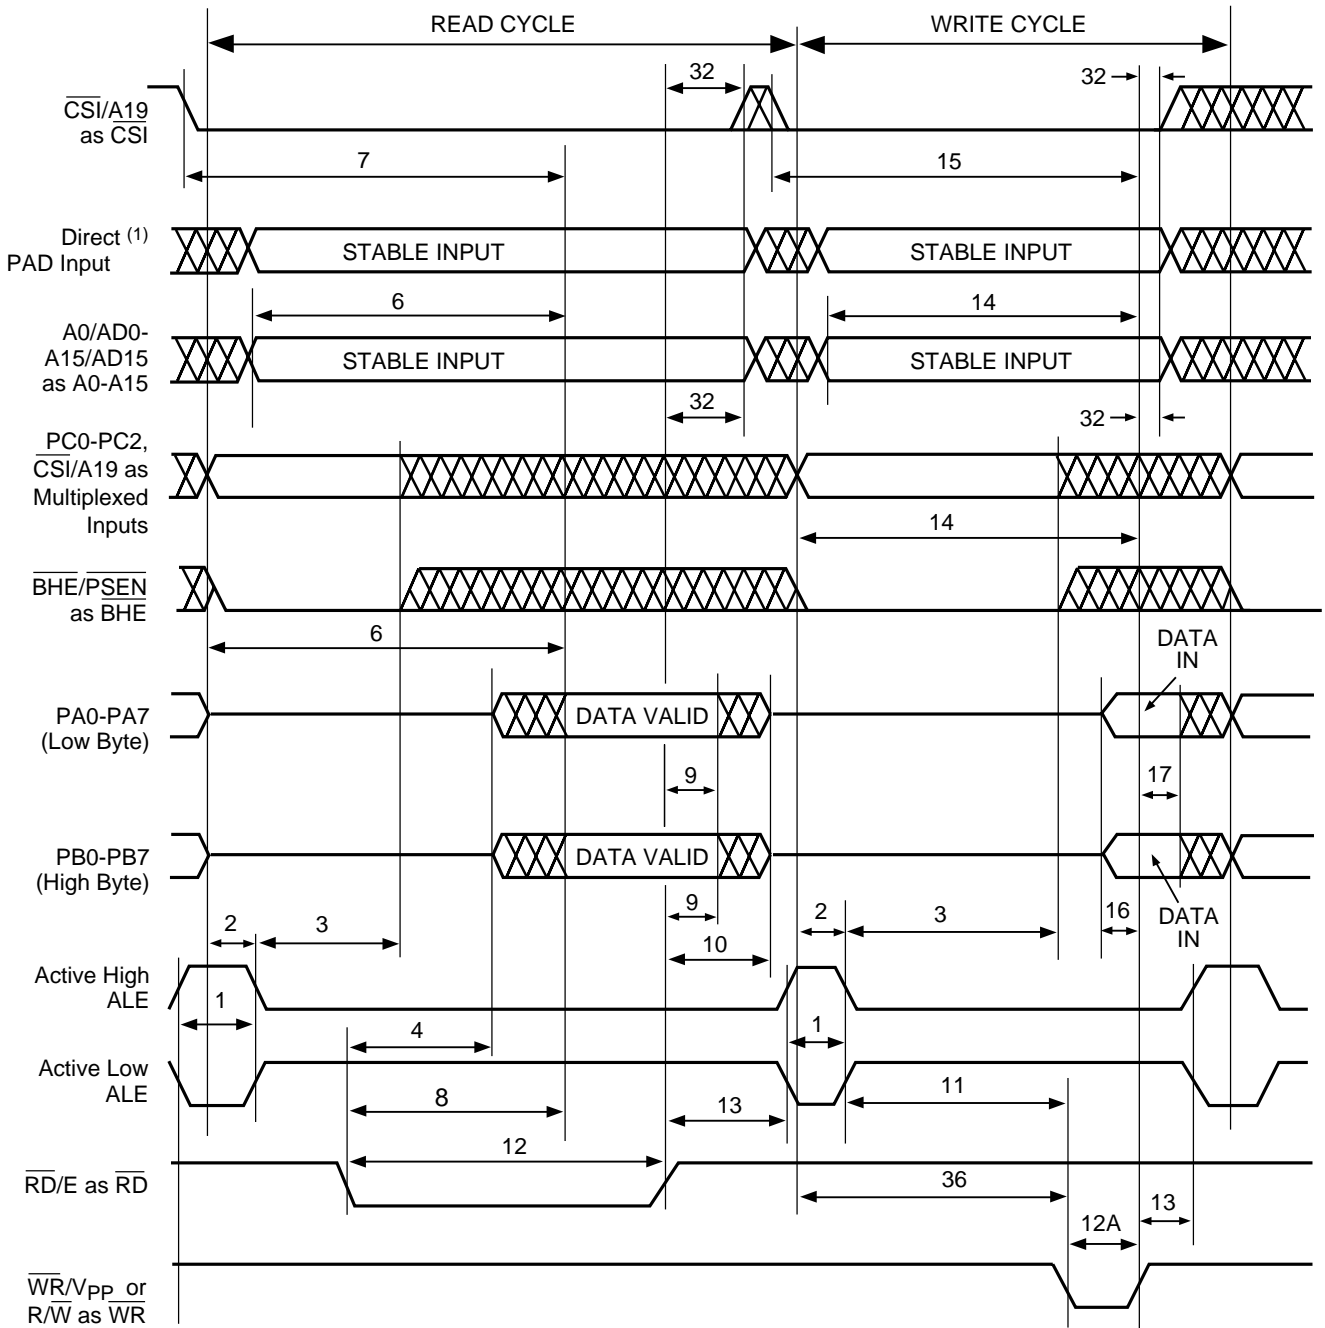 READ CYCLE
WRITE CYCLE
32
32
CSI/A19
as CSI
7
15
Direct (1)
PAD Input
STABLE INPUT
STABLE INPUT
6
14
A0/AD0-
A15/AD15
as A0-A15
STABLE INPUT
STABLE INPUT
32
32
PC0-PC2,
CSI/A19 as
Multiplexed
Inputs
14
BHE/PSEN
as BHE
6
DATA
IN
PA0-PA7
(Low Byte)
DATA VALID
9
17
PB0-PB7
(High Byte)
DATA VALID
9
2
3
2
3
16
DATA
IN
10
Active High
ALE
1
4
1
Active Low
ALE
8
13
11
12
RD/E as RD
36
13
12A
WR/VPP or
R/W as WR